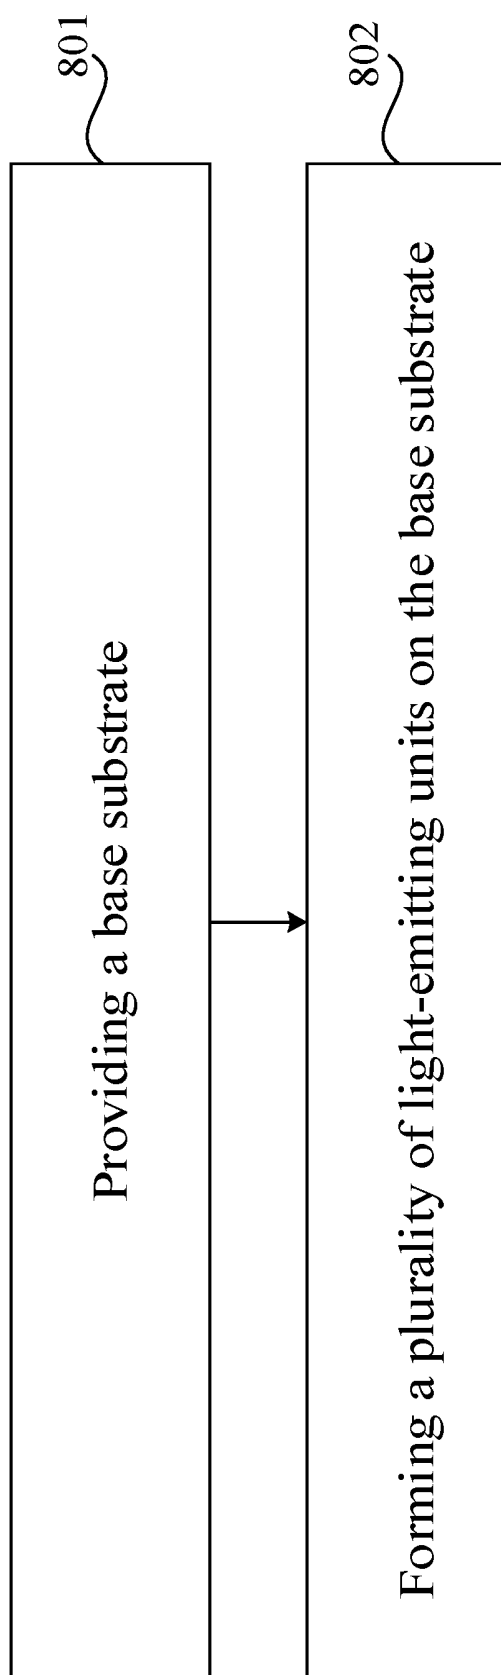 801
Providing a base substrate
802
Forming a plurality of light-emitting units on the base substrate